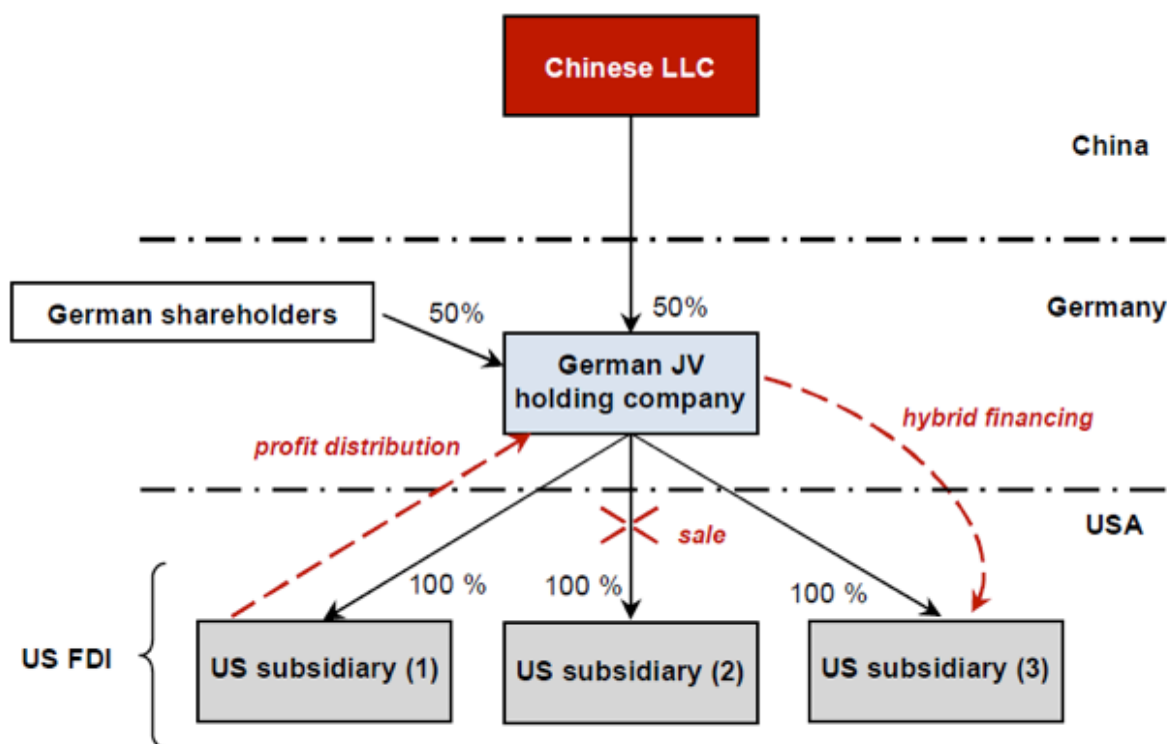 Chinese LLC
China
German shareholders
50%
50%
Germany
German JV
holding company
profit distribution
hybrid financing
USA
sale
100 %
100 %
100 %
US FDI
US subsidiary (1)
US subsidiary (2)
US subsidiary (3)